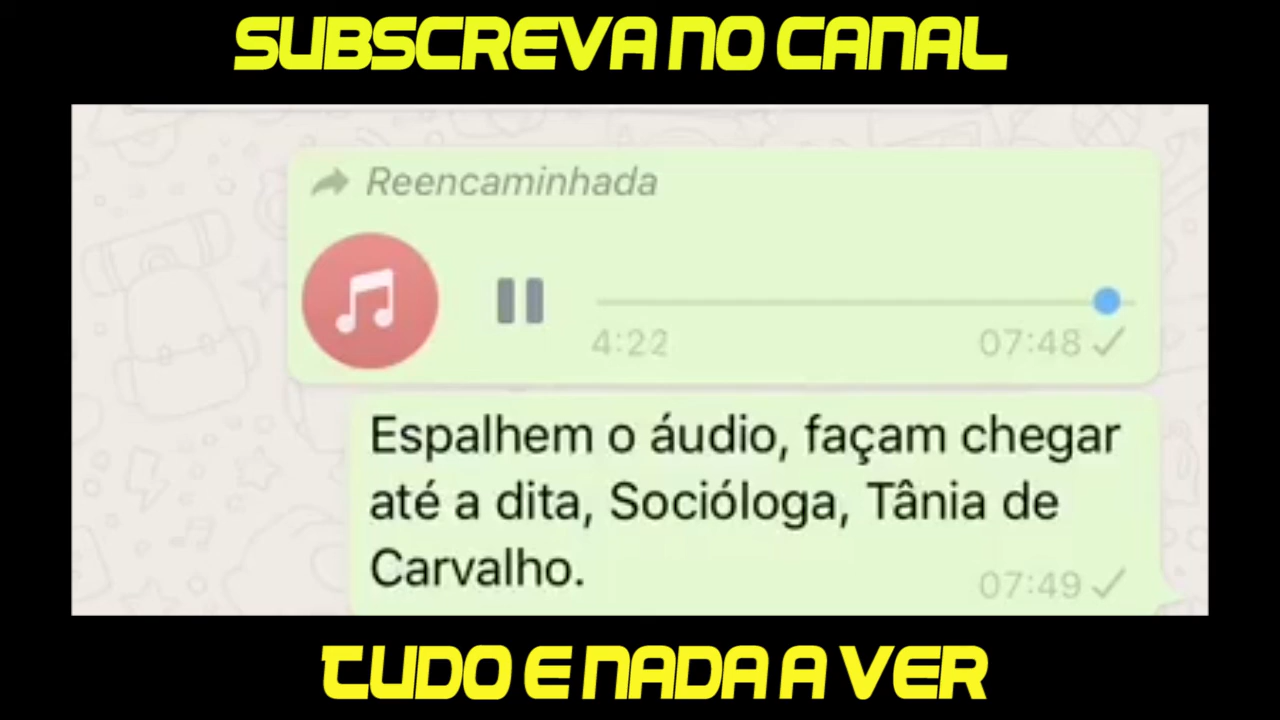 SUBSCREVA NO CANAL
Reencaminhada
4:22
07:48
Espalhem o áudio, façam chegar
até a dita, Socióloga, Tânia de
Carvalho.
07:49
TUDO E NADA A VER